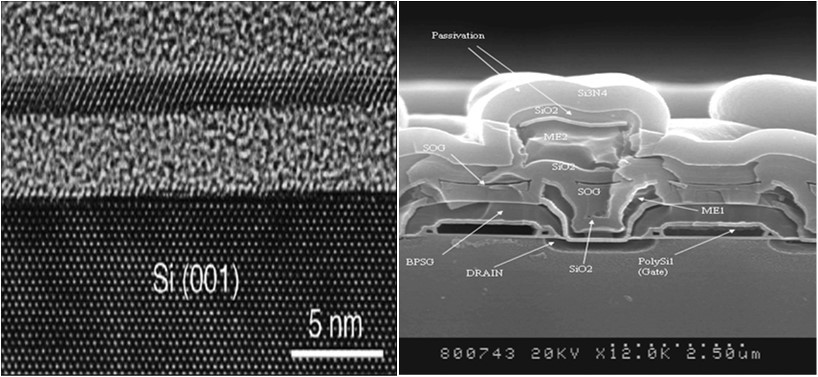 Si (001)
5 nm
Passivation
Si3N4
SiO2
ME2
SOG
SiO2
SOG
ME1
BPSG
DRAIN
SiO2
PolySi1
(Gate)
800743 20KV X12.0K 2.50um